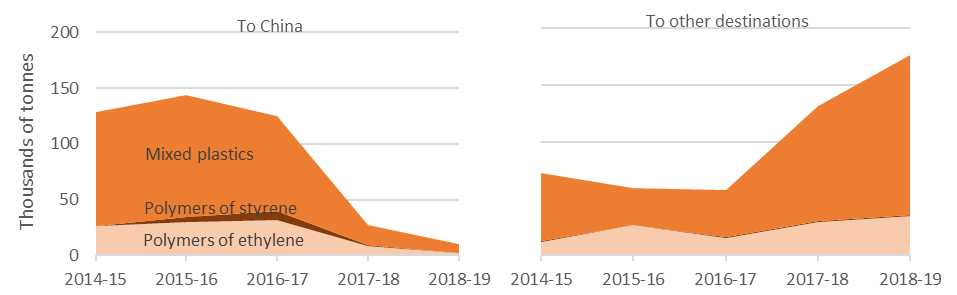 To China
To other destinations
Thousands of tonnes
200
150
100
50
0
Mixed plastics
Polymers of styrene
Polymers of ethylene
2014-15 2015-16 2016-17 2017-18 2018-19
2014-15 2015-16 2016-17 2017-18 2018-19